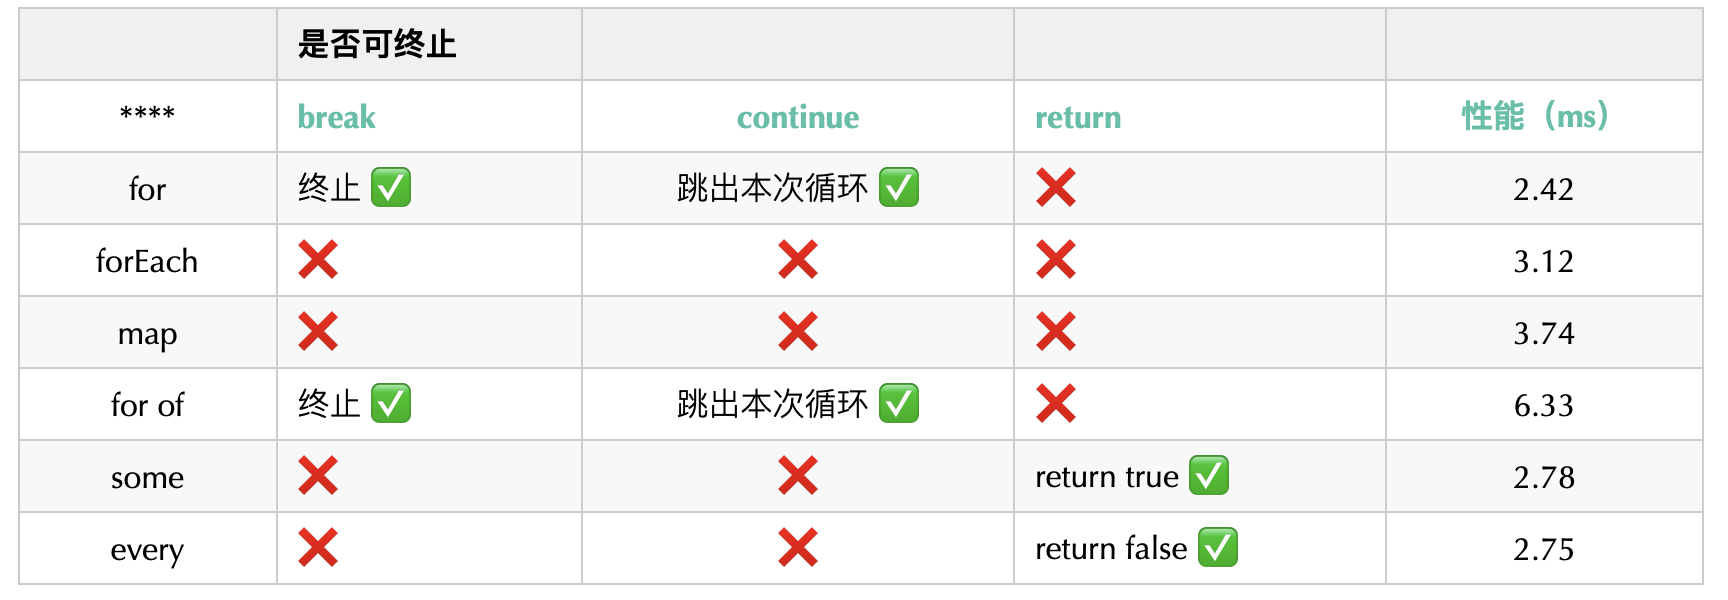 是否可终止
**** break continue return 性能（ms）
for 终止 ✅ 跳出本次循环 ✅ ❌ 2.42
forEach ❌ ❌ ❌ 3.12
map ❌ ❌ ❌ 3.74
for of 终止 ✅ 跳出本次循环 ✅ ❌ 6.33
some ❌ ❌ return true ✅ 2.78
every ❌ ❌ return false ✅ 2.75